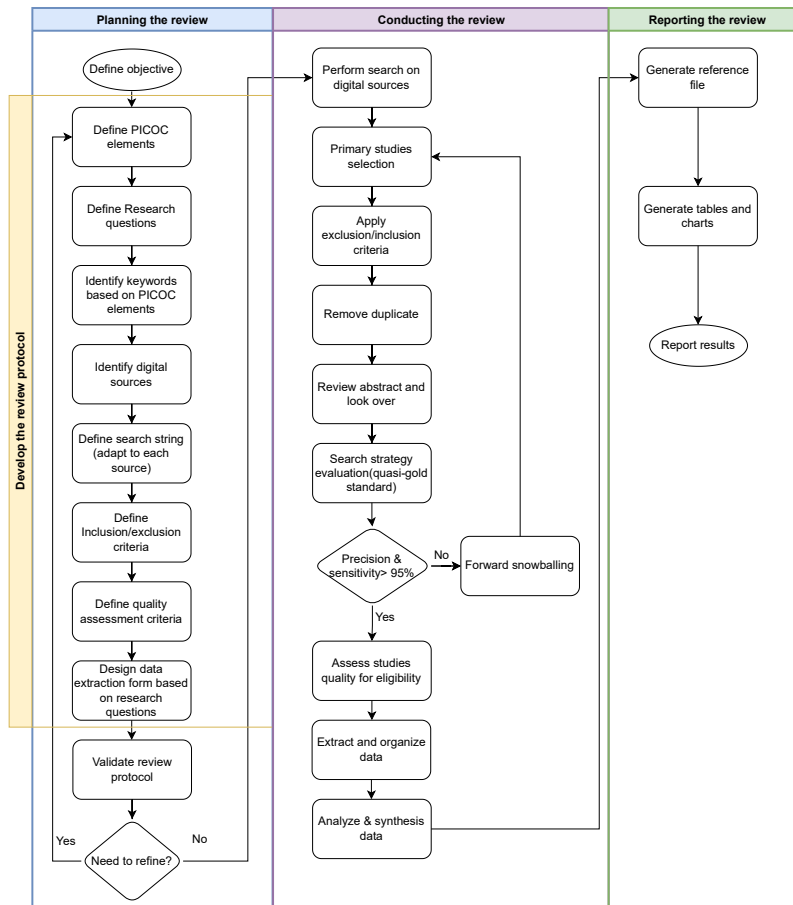 Planning the review
Conducting the review
Reporting the review
Develop the review protocol
Define objective
Define PICOC
elements
Define Research
questions
Identify keywords
based on PICOC
elements
Identify digital
sources
Define search string
(adapt to each
source)
Define
Inclusion/exclusion
criteria
Define quality
assessment criteria
Design data
extraction form based
on research
questions
Validate review
protocol
Need to refine?
Yes
No
Perform search on
digital sources
Primary studies
selection
Apply
exclusion/inclusion
criteria
Remove duplicate
Review abstract and
look over
Search strategy
evaluation(quasi-gold
standard)
Precision &
sensitivity> 95%
No
Forward snowballing
Yes
Assess studies
quality for eligibility
Extract and organize
data
Analyze & synthesis
data
Generate reference
file
Generate tables and
charts
Report results